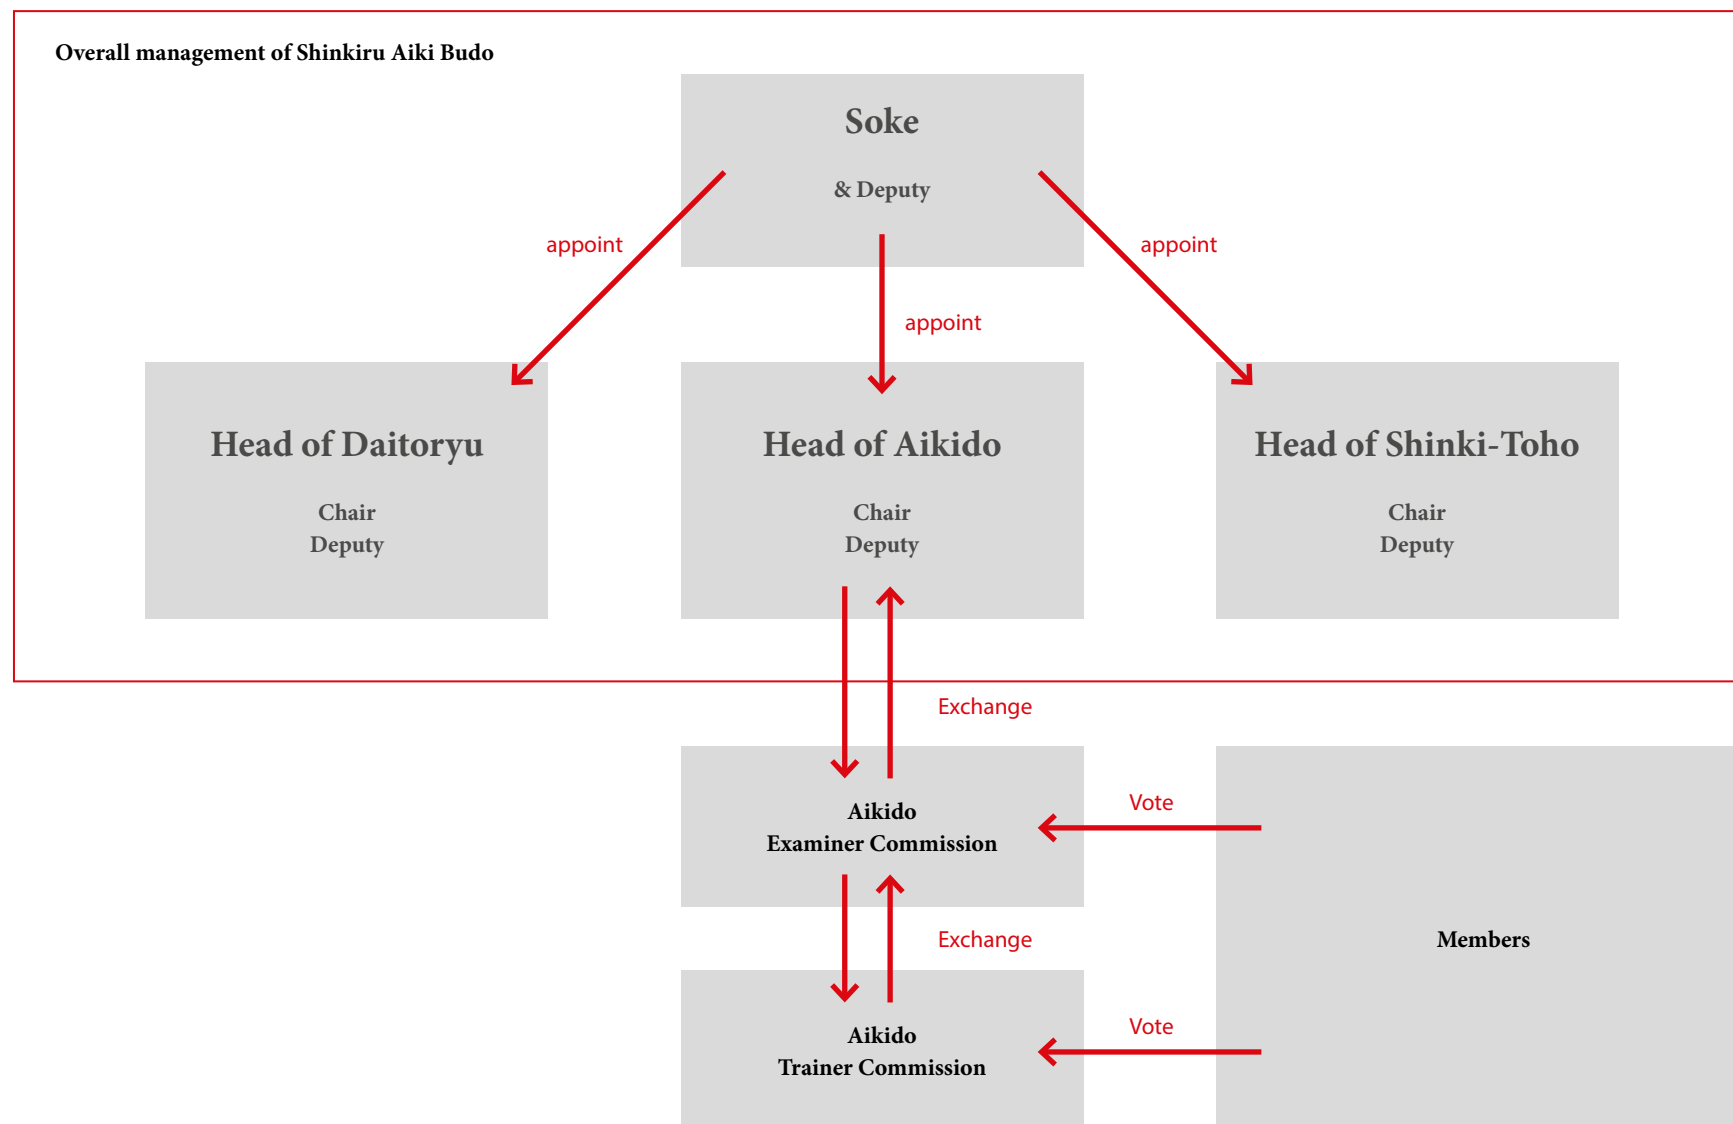 Overall management of Shinkiru Aiki Budo
Soke
& Deputy
appoint
appoint
appoint
Head of Daitoryu
Chair
Deputy
Head of Aikido
Chair
Deputy
Head of Shinki-Toho
Chair
Deputy
Exchange
Aikido
Examiner Commission
Vote
Exchange
Members
Aikido
Trainer Commission
Vote